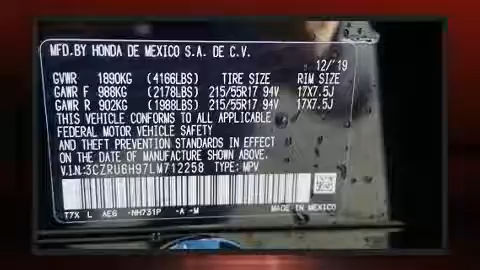 MFD.BY HONDA DE MEXICO S.A. DE C.V.
12/'19
GVWR 1890KG (4166LBS) TIRE SIZE RIM SIZE
GAWR F 988KG (2178LBS) 215/55R17 94V 17X7.5J
GAWR R 902KG (1988LBS) 215/55R17 94V 17X7.5J
THIS VEHICLE CONFORMS TO ALL APPLICABLE
FEDERAL MOTOR VEHICLE SAFETY
AND THEFT PREVENTION STANDARDS IN EFFECT
ON THE DATE OF MANUFACTURE SHOWN ABOVE.
V.I.N:3CZRU6H97LM712258 TYPE: MPV
T7X L AE6 -NH731P -A -M MADE IN MEXICO